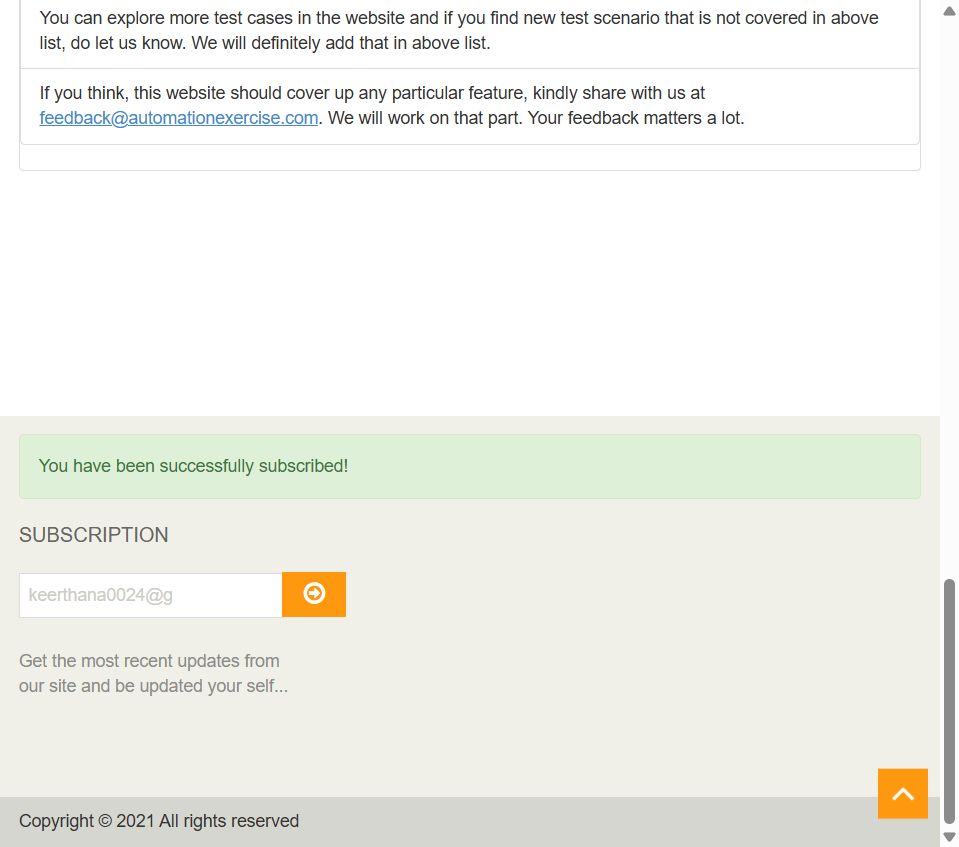 You can explore more test cases in the website and if you find new test scenario that is not covered in above
list, do let us know. We will definitely add that in above list.
If you think, this website should cover up any particular feature, kindly share with us at
feedback@automationexercise.com. We will work on that part. Your feedback matters a lot.
You have been successfully subscribed!
SUBSCRIPTION
keerthana0024@g
Get the most recent updates from
our site and be updated your self...
Copyright © 2021 All rights reserved